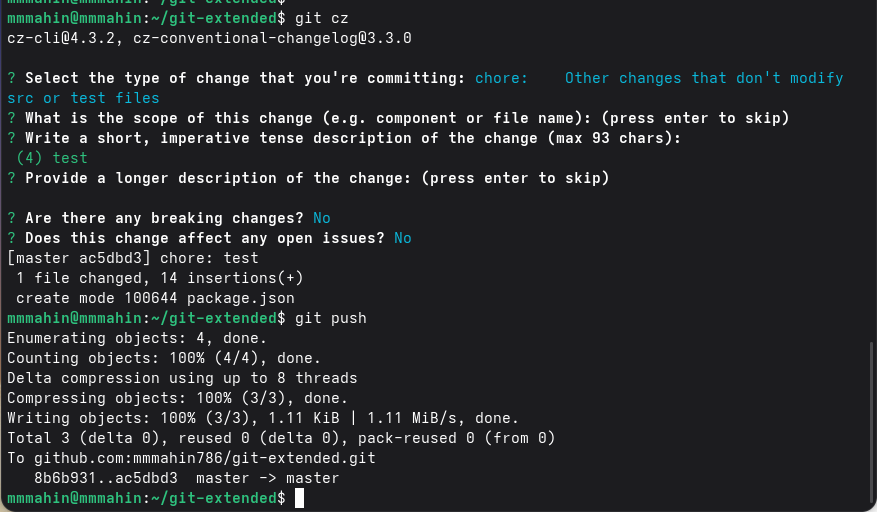 mmmahin@mmmahin:~/git-extended$ git cz
cz-cli@4.3.2, cz-conventional-changelog@3.3.0
? Select the type of change that you're committing: chore:    Other changes that don't modify
src or test files
? What is the scope of this change (e.g. component or file name): (press enter to skip)
? Write a short, imperative tense description of the change (max 93 chars):
 (4) test
? Provide a longer description of the change: (press enter to skip)
? Are there any breaking changes? No
? Does this change affect any open issues? No
[master ac5dbd3] chore: test
 1 file changed, 14 insertions(+)
 create mode 100644 package.json
mmmahin@mmmahin:~/git-extended$ git push
Enumerating objects: 4, done.
Counting objects: 100% (4/4), done.
Delta compression using up to 8 threads
Compressing objects: 100% (3/3), done.
Writing objects: 100% (3/3), 1.11 KiB | 1.11 MiB/s, done.
Total 3 (delta 0), reused 0 (delta 0), pack-reused 0 (from 0)
To github.com:mmmahin786/git-extended.git
   8b6b931..ac5dbd3  master -> master
mmmahin@mmmahin:~/git-extended$